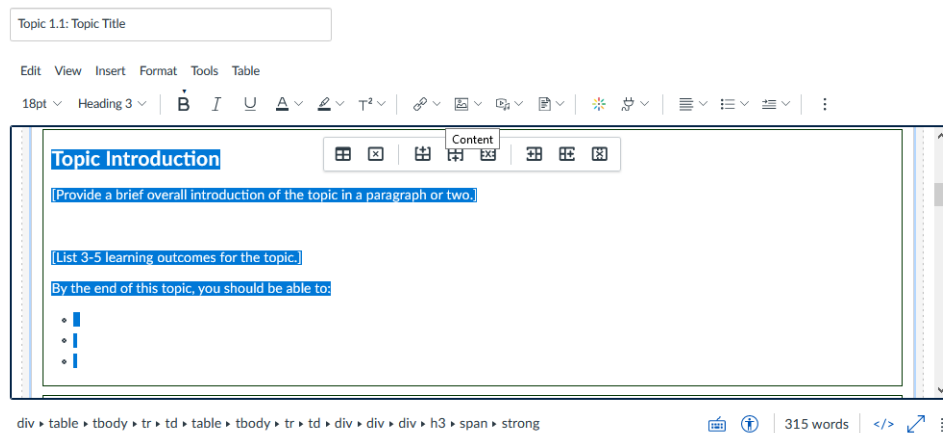 Topic 1.1: Topic Title
Edit View Insert Format Tools Table
18pt Heading 3 B I U A T²
Content
Topic Introduction
[Provide a brief overall introduction of the topic in a paragraph or two.]
[List 3-5 learning outcomes for the topic.]
By the end of this topic, you should be able to:
div ▸ table ▸ tbody ▸ tr ▸ td ▸ table ▸ tbody ▸ tr ▸ td ▸ div ▸ div ▸ div ▸ h3 ▸ span ▸ strong 315 words </>